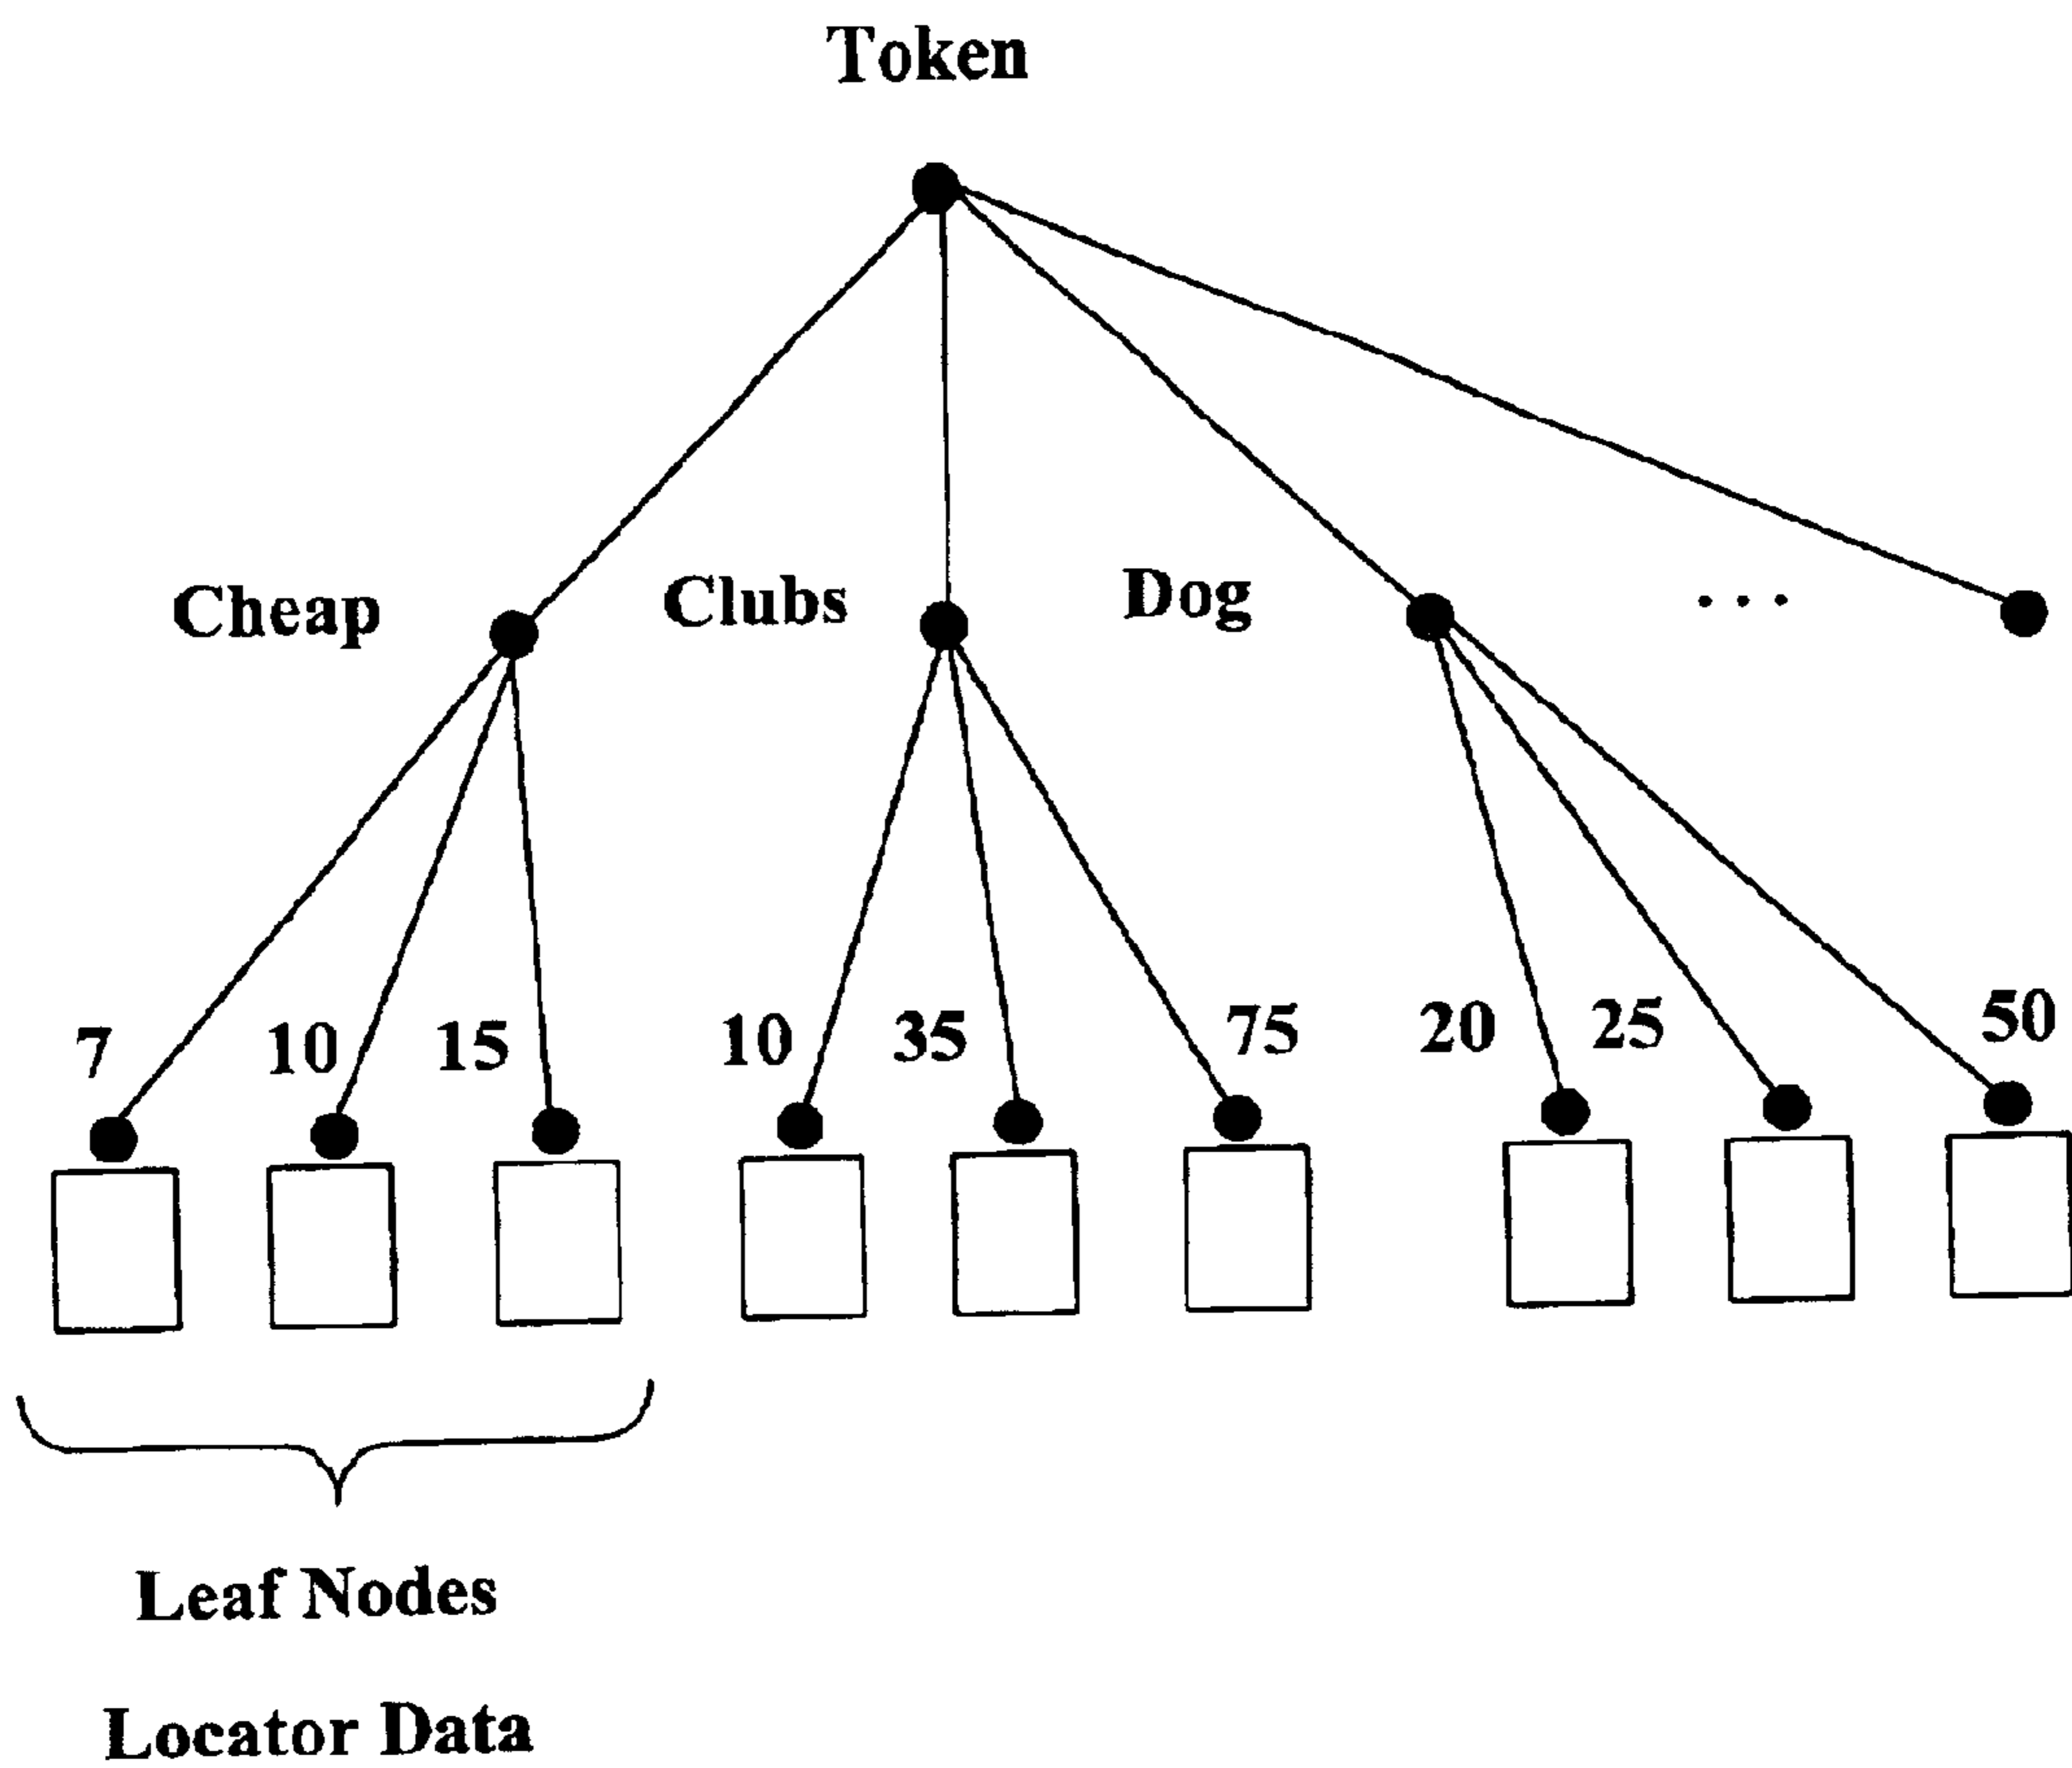 Token
Cheap Clubs Dog ...
7 10 15 10 35 75 20 25 50
Leaf Nodes
Locator Data